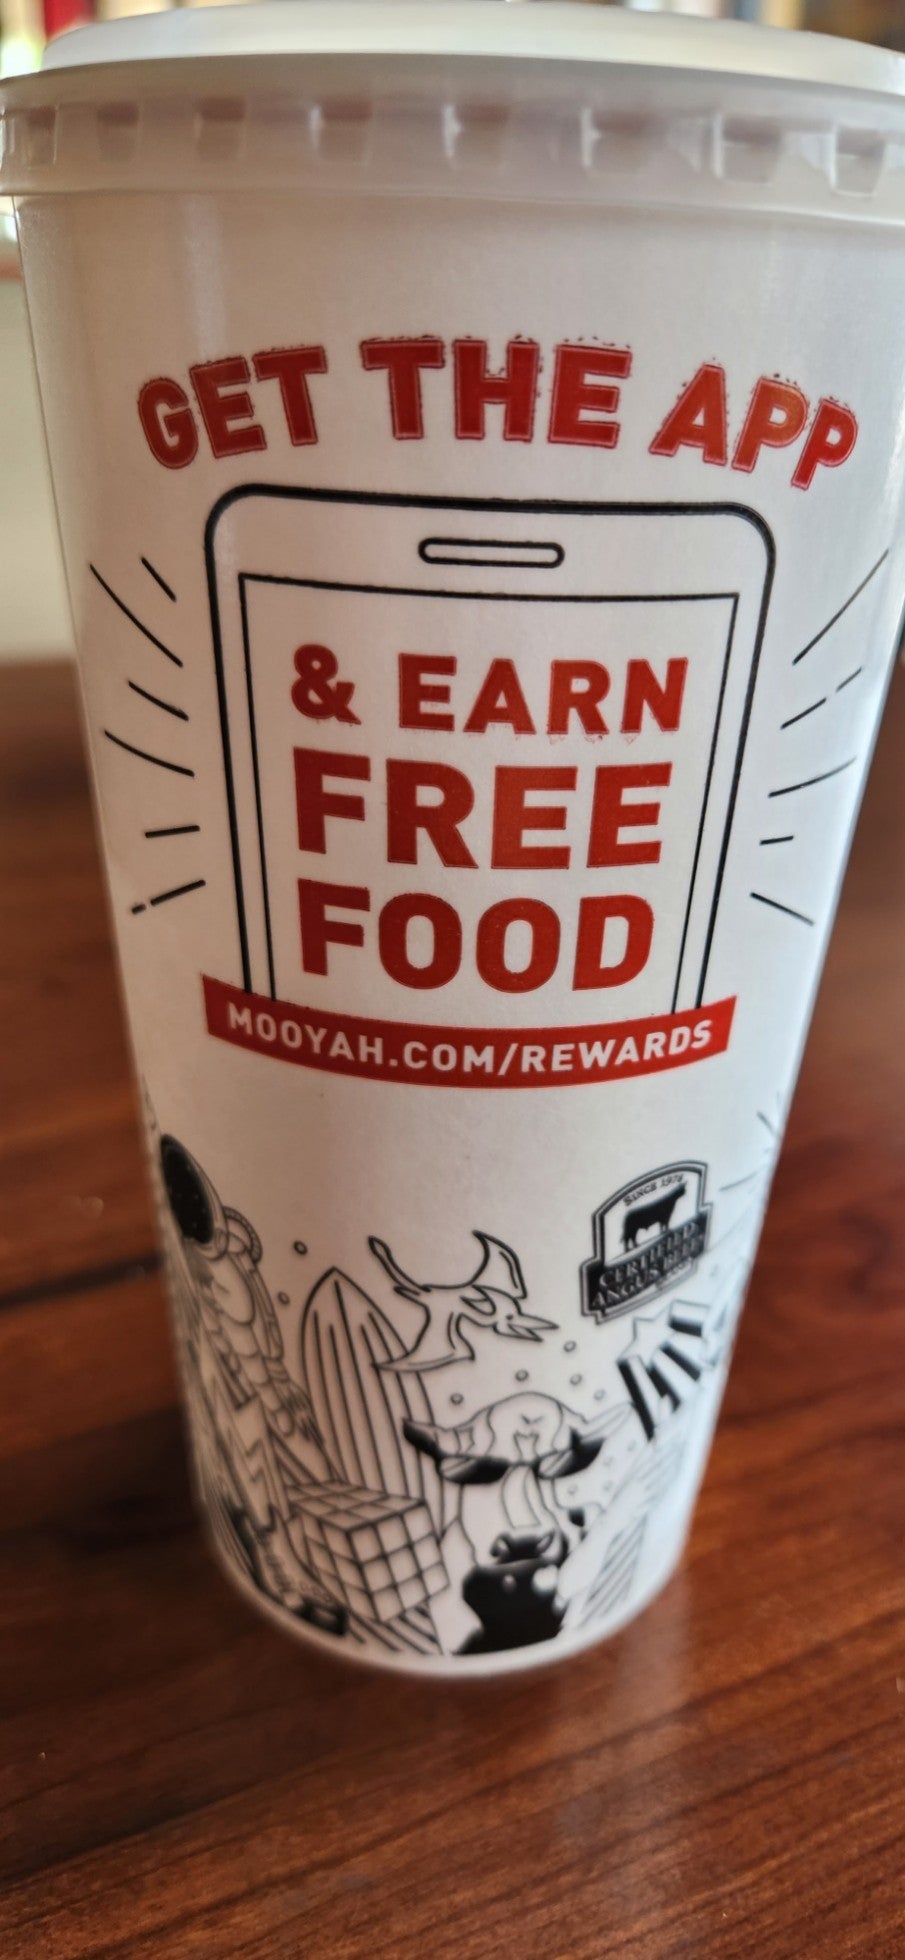 GET THE APP
& EARN
FREE
FOOD
MOOYAH.COM/REWARDS
SINCE 1978
CERTIFIED
ANGUS BEEF